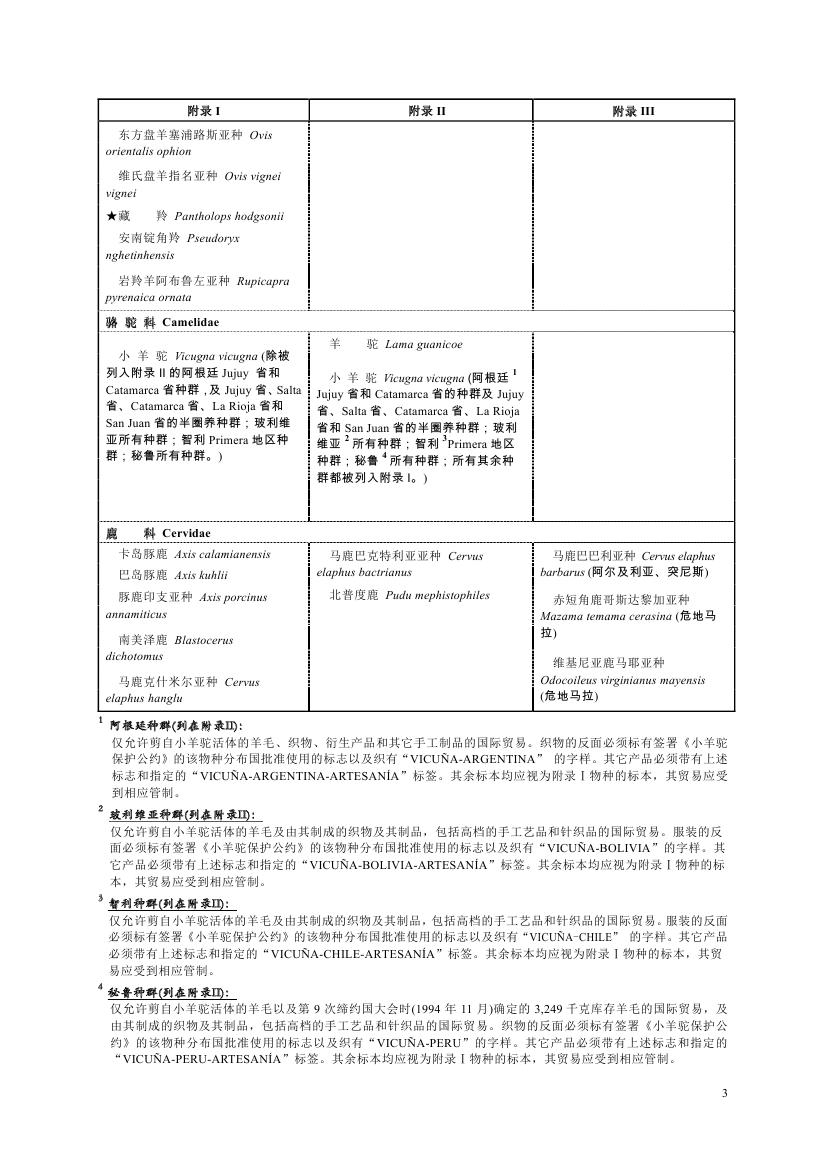 附录 I 附录 II 附录 III
东方盘羊塞浦路斯亚种 Ovis
orientalis ophion
维氏盘羊指名亚种 Ovis vignei
vignei
★藏 羚 Pantholops hodgsonii
安南锭角羚 Pseudoryx
nghetinhensis
岩羚羊阿布鲁左亚种 Rupicapra
pyrenaica ornata
骆 驼 科 Camelidae
小 羊 驼 Vicugna vicugna (除被
列入附录 II 的阿根廷 Jujuy 省和
Catamarca 省种群，及 Jujuy 省、Salta
省、Catamarca 省、La Rioja 省和
San Juan 省的半圈养种群；玻利维
亚所有种群；智利 Primera 地区种
群；秘鲁所有种群。)
羊 驼 Lama guanicoe
小 羊 驼 Vicugna vicugna (阿根廷 1
Jujuy 省和 Catamarca 省的种群及 Jujuy
省、Salta 省、Catamarca 省、La Rioja
省和 San Juan 省的半圈养种群；玻利
维亚 2 所有种群；智利 3Primera 地区
种群；秘鲁 4 所有种群；所有其余种
群都被列入附录 I。)
鹿 科 Cervidae
卡岛豚鹿 Axis calamianensis
巴岛豚鹿 Axis kuhlii
豚鹿印支亚种 Axis porcinus
annamiticus
南美泽鹿 Blastocerus
dichotomus
马鹿克什米尔亚种 Cervus
elaphus hanglu
马鹿巴克特利亚亚种 Cervus
elaphus bactrianus
北普度鹿 Pudu mephistophiles
马鹿巴巴利亚种 Cervus elaphus
barbarus (阿尔及利亚、突尼斯)
赤短角鹿哥斯达黎加亚种
Mazama temama cerasina (危地马
拉)
维基尼亚鹿马耶亚种
Odocoileus virginianus mayensis
(危地马拉)
1 阿根廷种群(列在附录Ⅱ)：
仅允许剪自小羊驼活体的羊毛、织物、衍生产品和其它手工制品的国际贸易。织物的反面必须标有签署《小羊驼
保护公约》的该物种分布国批准使用的标志以及织有“VICUÑA-ARGENTINA” 的字样。其它产品必须带有上述
标志和指定的“VICUÑA-ARGENTINA-ARTESANÍA”标签。其余标本均应视为附录Ⅰ物种的标本，其贸易应受
到相应管制。
2 玻利维亚种群(列在附录Ⅱ)：
仅允许剪自小羊驼活体的羊毛及由其制成的织物及其制品，包括高档的手工艺品和针织品的国际贸易。服装的反
面必须标有签署《小羊驼保护公约》的该物种分布国批准使用的标志以及织有“VICUÑA-BOLIVIA”的字样。其
它产品必须带有上述标志和指定的“VICUÑA-BOLIVIA-ARTESANÍA”标签。其余标本均应视为附录Ⅰ物种的标
本，其贸易应受到相应管制。
3 智利种群(列在附录Ⅱ)：
仅允许剪自小羊驼活体的羊毛及由其制成的织物及其制品，包括高档的手工艺品和针织品的国际贸易。服装的反面
必须标有签署《小羊驼保护公约》的该物种分布国批准使用的标志以及织有“VICUÑA-CHILE” 的字样。其它产品
必须带有上述标志和指定的“VICUÑA-CHILE-ARTESANÍA”标签。其余标本均应视为附录Ⅰ物种的标本，其贸
易应受到相应管制。
4 秘鲁种群(列在附录Ⅱ)：
仅允许剪自小羊驼活体的羊毛以及第 9 次缔约国大会时(1994 年 11 月)确定的 3,249 千克库存羊毛的国际贸易，及
由其制成的织物及其制品，包括高档的手工艺品和针织品的国际贸易。织物的反面必须标有签署《小羊驼保护公
约》的该物种分布国批准使用的标志以及织有“VICUÑA-PERU”的字样。其它产品必须带有上述标志和指定的
“VICUÑA-PERU-ARTESANÍA”标签。其余标本均应视为附录Ⅰ物种的标本，其贸易应受到相应管制。
3